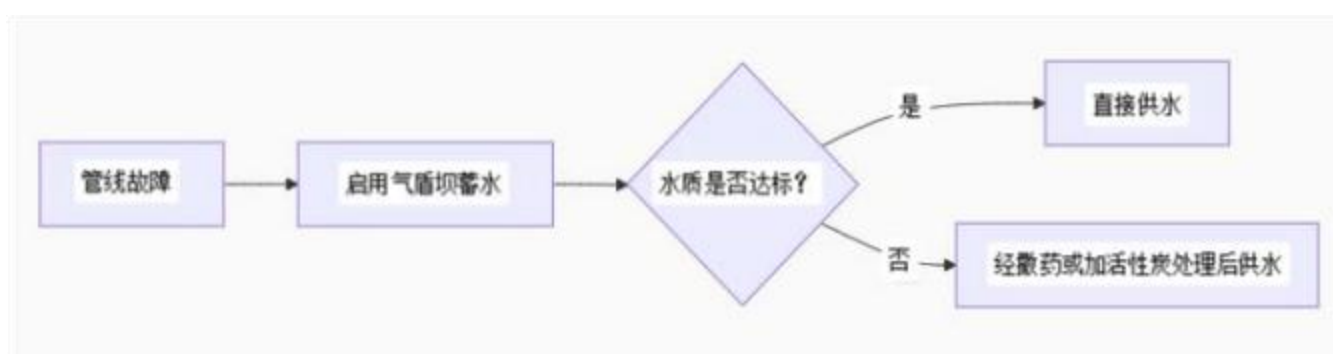 管线故障
启用气盾坝蓄水
水质是否达标？
是
直接供水
否
经撒药或加活性炭处理后供水